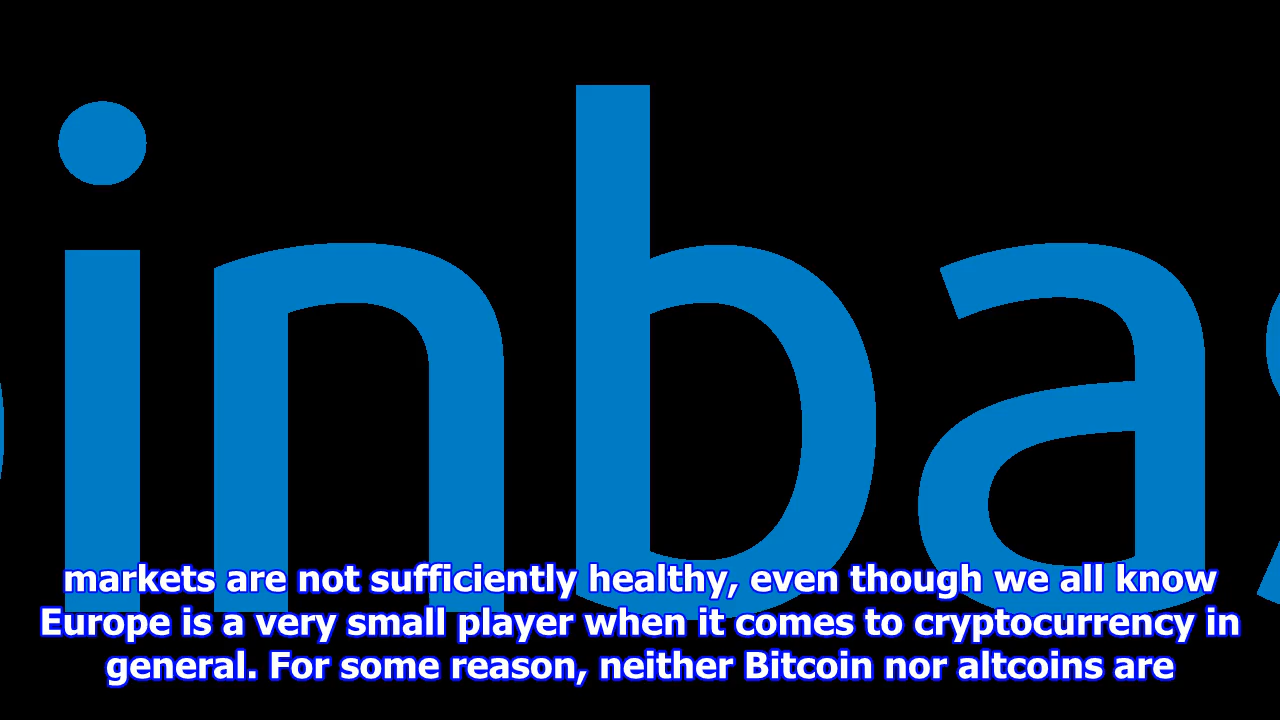 inbas
markets are not sufficiently healthy, even though we all know
Europe is a very small player when it comes to cryptocurrency in
general. For some reason, neither Bitcoin nor altcoins are